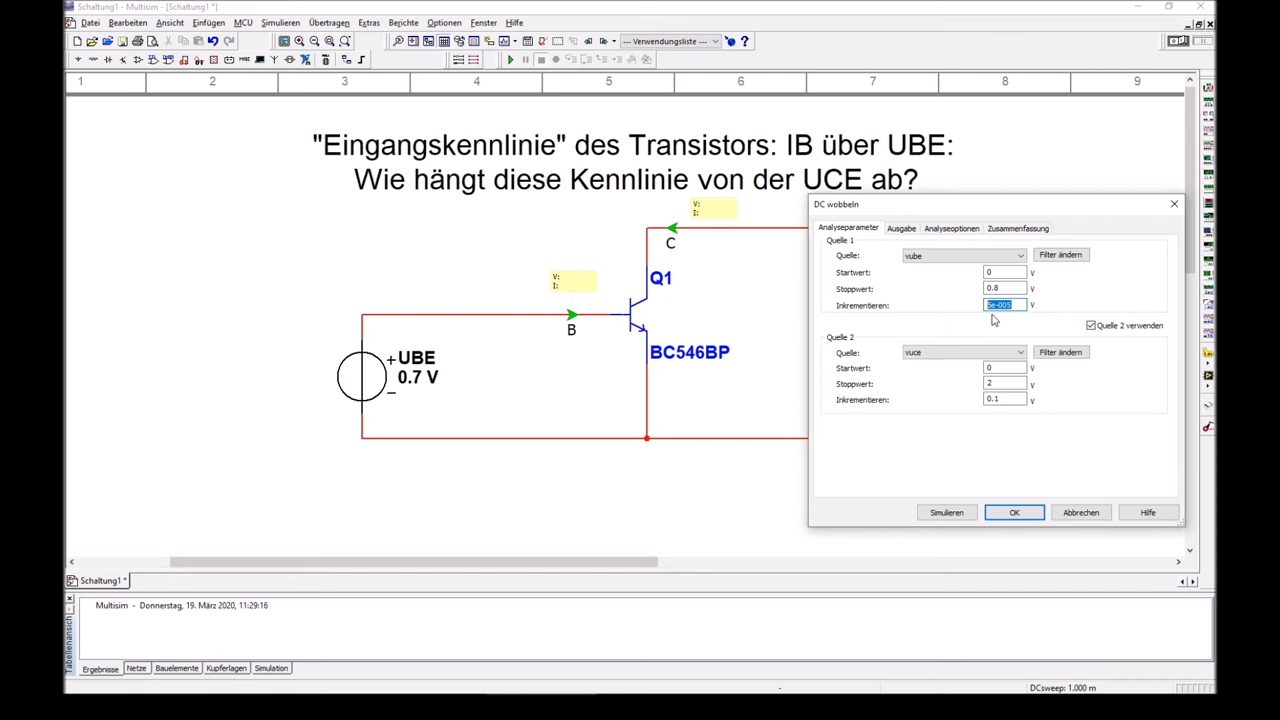 Schaltung1 - Multisim - [Schaltung1 *]
Datei Bearbeiten Ansicht Einfügen MCU Simulieren Übertragen Extras Berichte Optionen Fenster Hilfe
--- Verwendungsliste ---
1 2 3 4 5 6 7 8 9
"Eingangskennlinie" des Transistors: IB über UBE:
Wie hängt diese Kennlinie von der UCE ab?
V:
I:
C
Q1
V:
I:
B
BC546BP
+ UBE
0.7 V
−
DC wobbeln
Analyseparameter Ausgabe Analyseoptionen Zusammenfassung
Quelle 1
Quelle: vube Filter ändern
Startwert: 0 V
Stoppwert: 0.8 V
Inkrementieren: 5e-005 V
Quelle 2 verwenden
Quelle 2
Quelle: vuce Filter ändern
Startwert: 0 V
Stoppwert: 2 V
Inkrementieren: 0.1 V
Simulieren OK Abbrechen Hilfe
Schaltung1 *
Multisim - Donnerstag, 19. März 2020, 11:29:16
Tabellenansicht
Ergebnisse Netze Bauelemente Kupferlagen Simulation
- DCsweep: 1.000 m